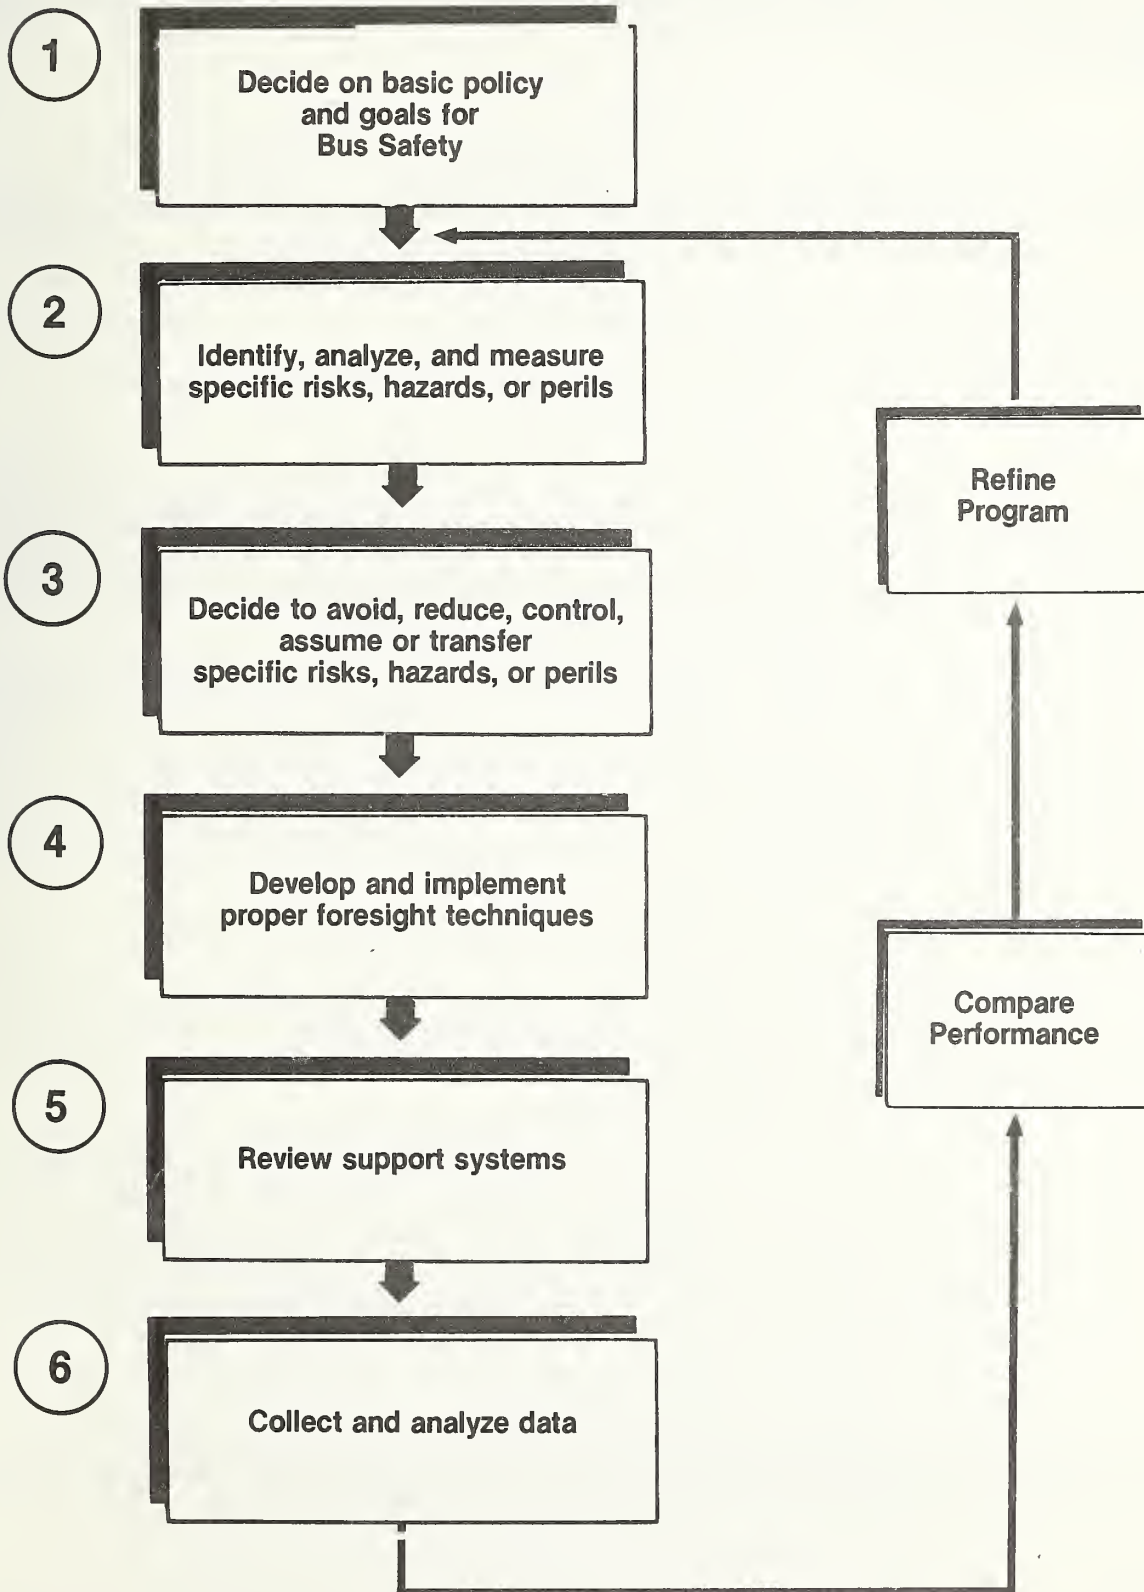 1
Decide on basic policy
and goals for
Bus Safety
2
Identify, analyze, and measure
specific risks, hazards, or perils
3
Decide to avoid, reduce, control,
assume or transfer
specific risks, hazards, or perils
4
Develop and implement
proper foresight techniques
5
Review support systems
6
Collect and analyze data
Compare
Performance
Refine
Program